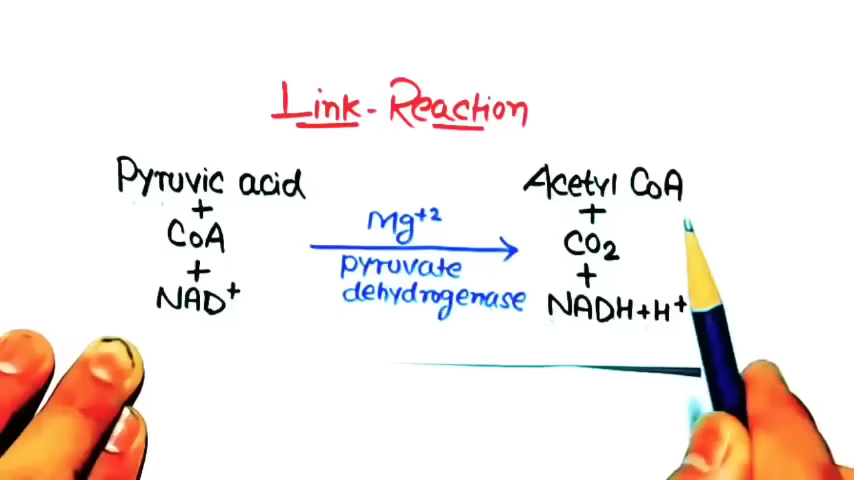 Link-Reaction
Pyruvic acid
+
CoA
+
NAD+
Mg+2
pyruvate
dehydrogenase
Acetyl CoA
+
CO2
+
NADH+H+